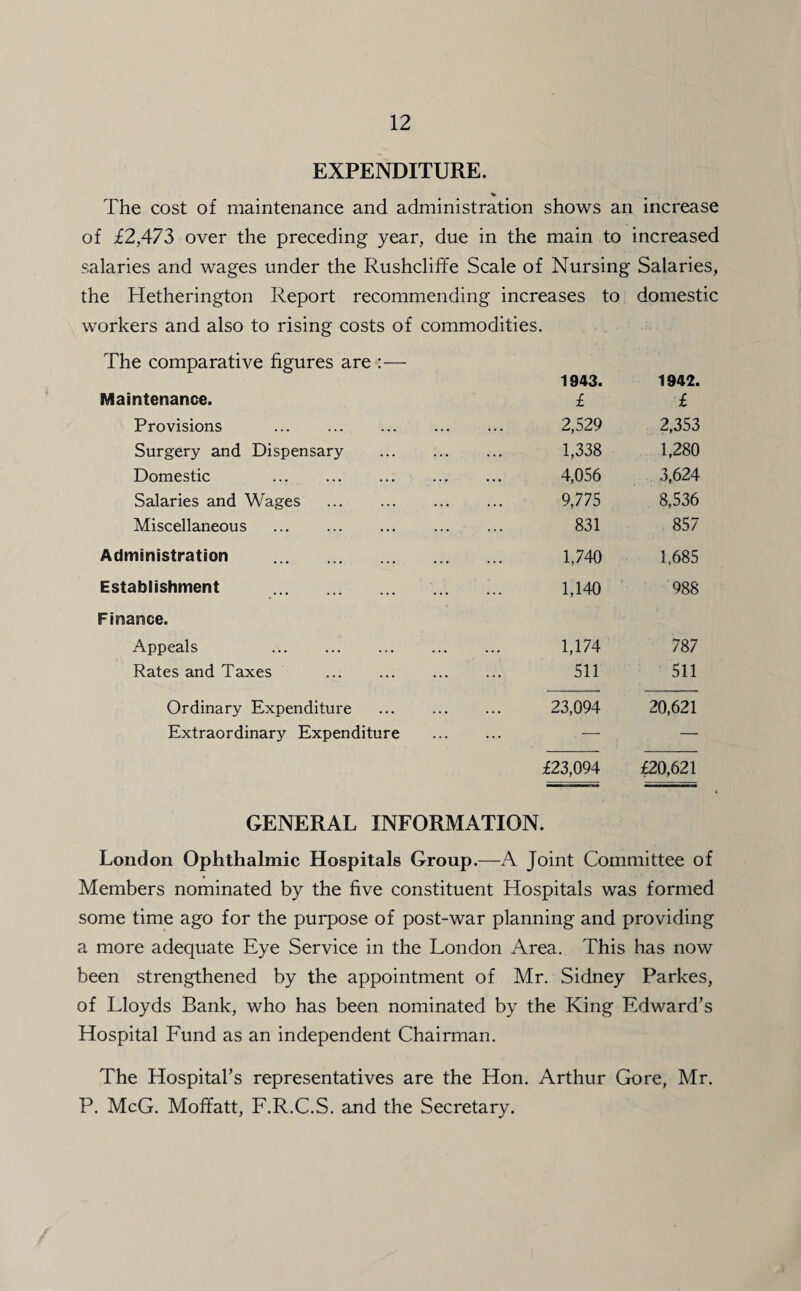 12
EXPENDITURE.
The cost of maintenance and administration shows an increase
of £2,473 over the preceding year, due in the main to increased
salaries and wages under the Rushcliffe Scale of Nursing Salaries,
the Hetherington Report recommending increases to domestic
workers and also to rising costs of commodities.
The comparative figures are :—
1943. 1942.
Maintenance. £ £
Provisions ... ... ... ... ... 2,529 2,353
Surgery and Dispensary ... ... ... 1,338 1,280
Domestic ... ... ... ... ... 4,056 3,624
Salaries and Wages ... ... ... ... 9,775 8,536
Miscellaneous ... ... ... ... ... 831 857
Administration ... ... ... ... ... 1,740 1,685
Establishment ... ... ... ... ... 1,140 988
Finance.
Appeals ... ... ... ... ... 1,174 787
Rates and Taxes ... ... ... ... 511 511
Ordinary Expenditure ... ... ... 23,094 20,621
Extraordinary Expenditure ... ... — —
£23,094 £20,621
GENERAL INFORMATION.
London Ophthalmic Hospitals Group.—A Joint Committee of
Members nominated by the five constituent Hospitals was formed
some time ago for the purpose of post-war planning and providing
a more adequate Eye Service in the London Area. This has now
been strengthened by the appointment of Mr. Sidney Parkes,
of Lloyds Bank, who has been nominated by the King Edward's
Hospital Fund as an independent Chairman.
The Hospital's representatives are the Hon. Arthur Gore, Mr.
P. McG. Moffatt, F.R.C.S. and the Secretary.